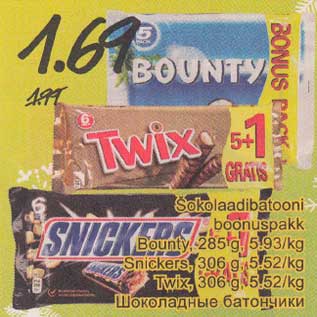 1.69
1.99
5
PACK
BOUNTY
BONUS PACK
6
Twix
5+1
GRATIS
6
SNICKERS
Šokolaadibatooni
boonuspakk
Bounty, 285 g, 5.93/kg
Snickers, 306 g, 5.52/kg
Twix, 306 g, 5.52/kg
Шоколадные батончики